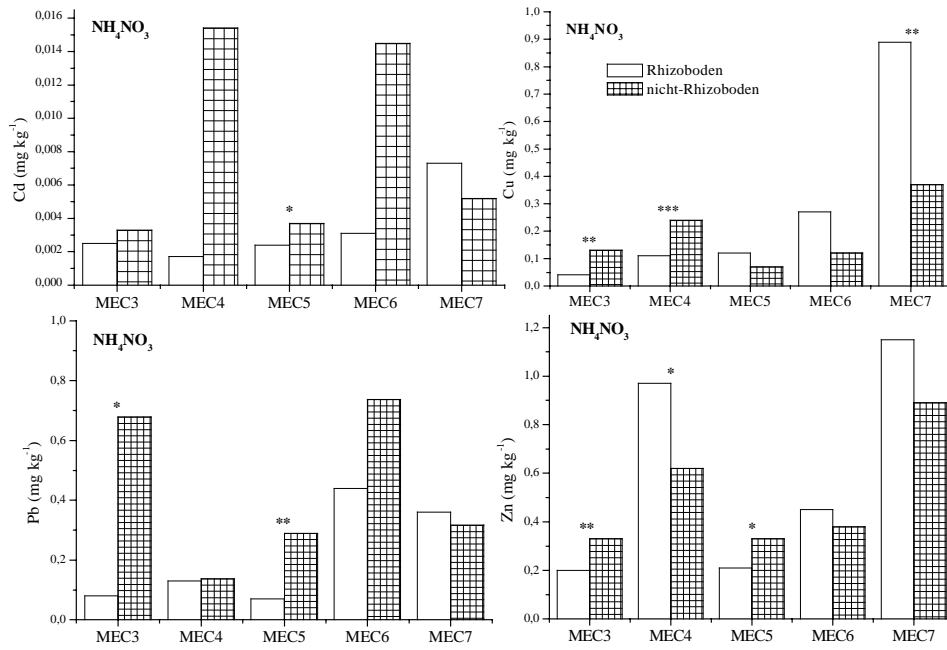 NH₄NO₃
Cd (mg kg⁻¹)
0,016
0,014
0,012
0,010
0,008
0,006
0,004
0,002
0,000
*
MEC3 MEC4 MEC5 MEC6 MEC7
NH₄NO₃
Rhizoboden
nicht-Rhizoboden
Cu (mg kg⁻¹)
1,0
0,9
0,8
0,7
0,6
0,5
0,4
0,3
0,2
0,1
0,0
** *** **
MEC3 MEC4 MEC5 MEC6 MEC7
NH₄NO₃
Pb (mg kg⁻¹)
1,0
0,8
0,6
0,4
0,2
0,0
* **
MEC3 MEC4 MEC5 MEC6 MEC7
NH₄NO₃
Zn (mg kg⁻¹)
1,2
1,0
0,8
0,6
0,4
0,2
0,0
** * *
MEC3 MEC4 MEC5 MEC6 MEC7